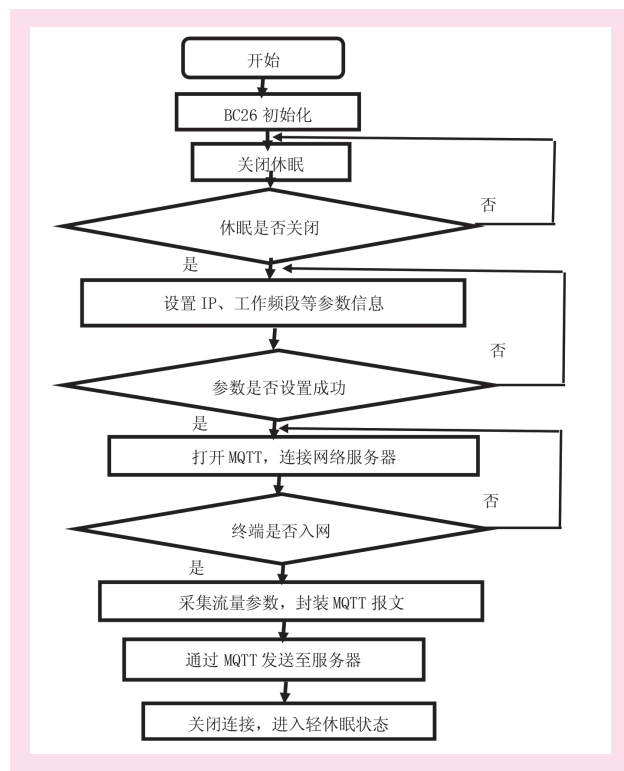 开始
BC26 初始化
关闭休眠
否
休眠是否关闭
是
设置 IP、工作频段等参数信息
否
参数是否设置成功
是
打开 MQTT，连接网络服务器
否
终端是否入网
是
采集流量参数，封装 MQTT 报文
通过 MQTT 发送至服务器
关闭连接，进入轻休眠状态